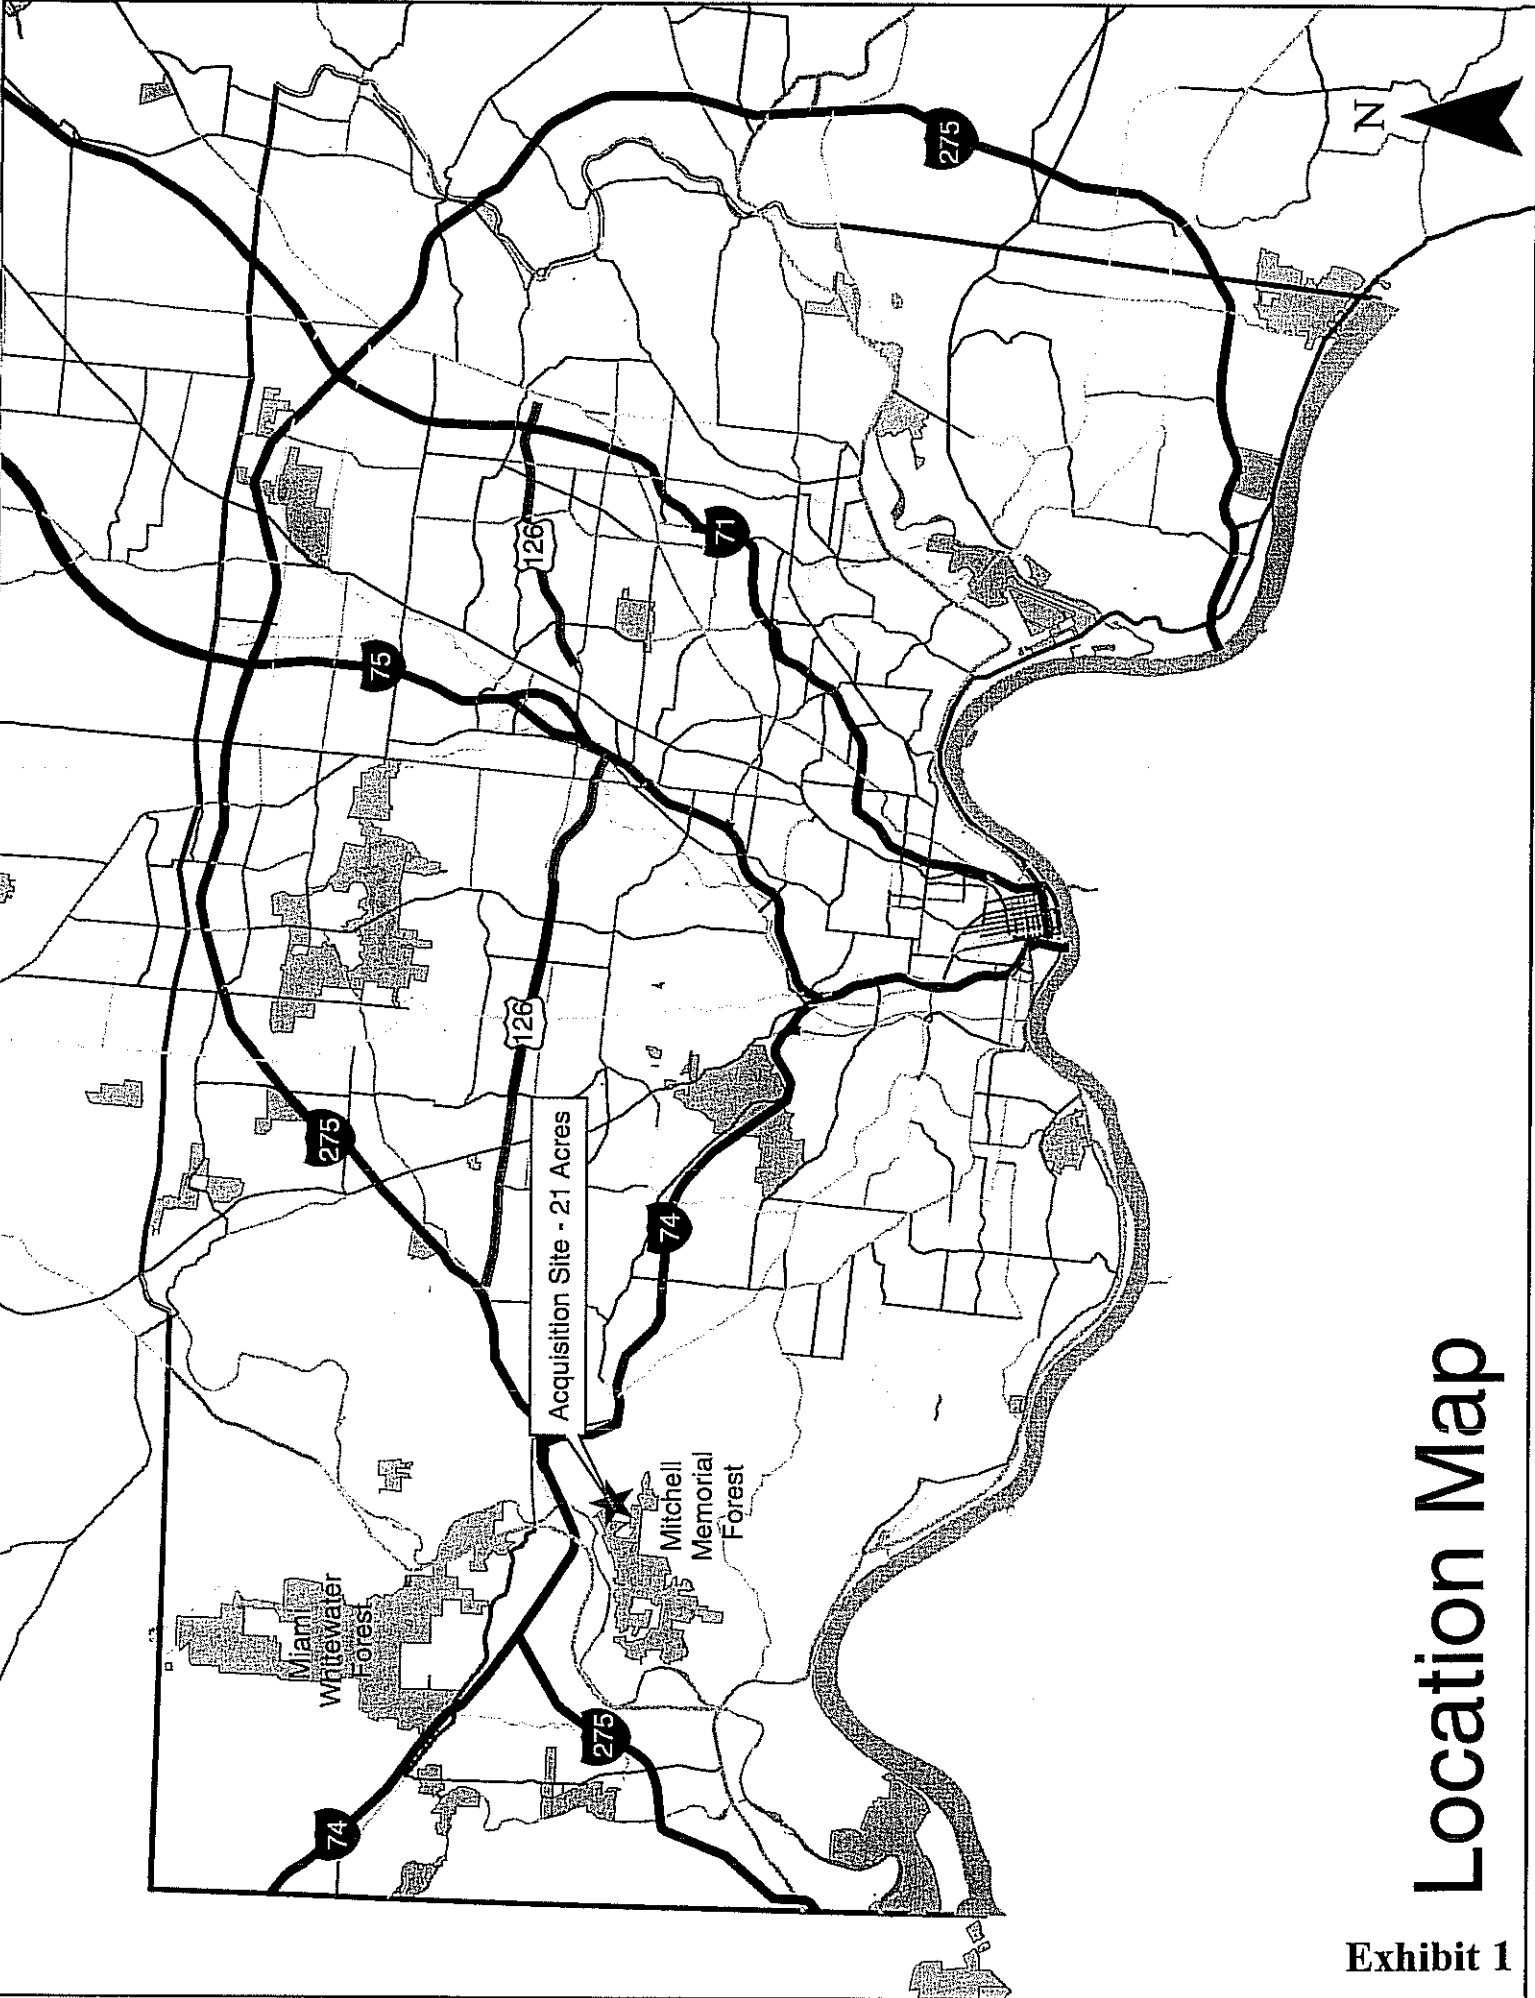 275
N
75
71
126
126
275
Acquisition Site - 21 Acres
74
Mitchell
Memorial
Forest
Miami
Whitewater
Forest
275
74
Location Map
Exhibit 1